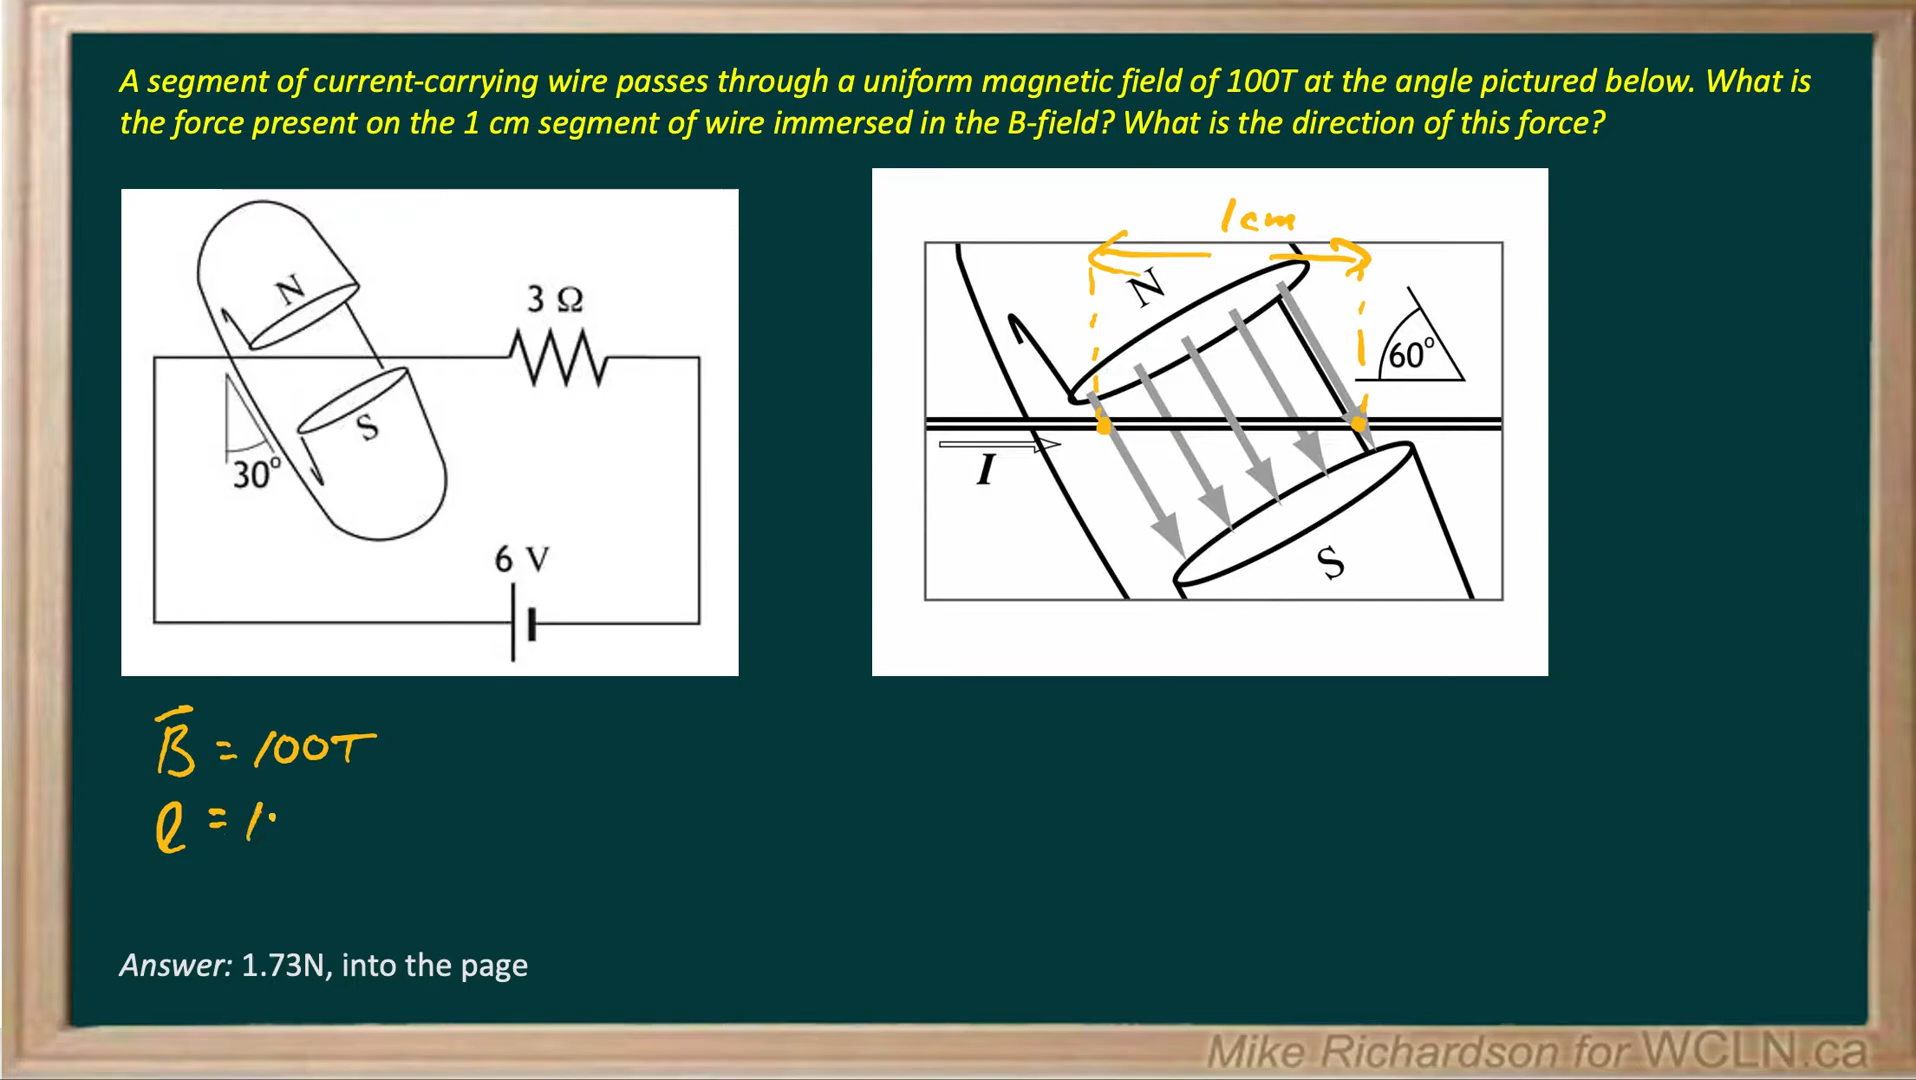 A segment of current-carrying wire passes through a uniform magnetic field of 100T at the angle pictured below. What is
the force present on the 1 cm segment of wire immersed in the B-field? What is the direction of this force?
N
S
30°
3 Ω
6 V
1cm
N
60°
I
S
B = 100T
l = 1.
Answer: 1.73N, into the page
Mike Richardson for WCLN.ca